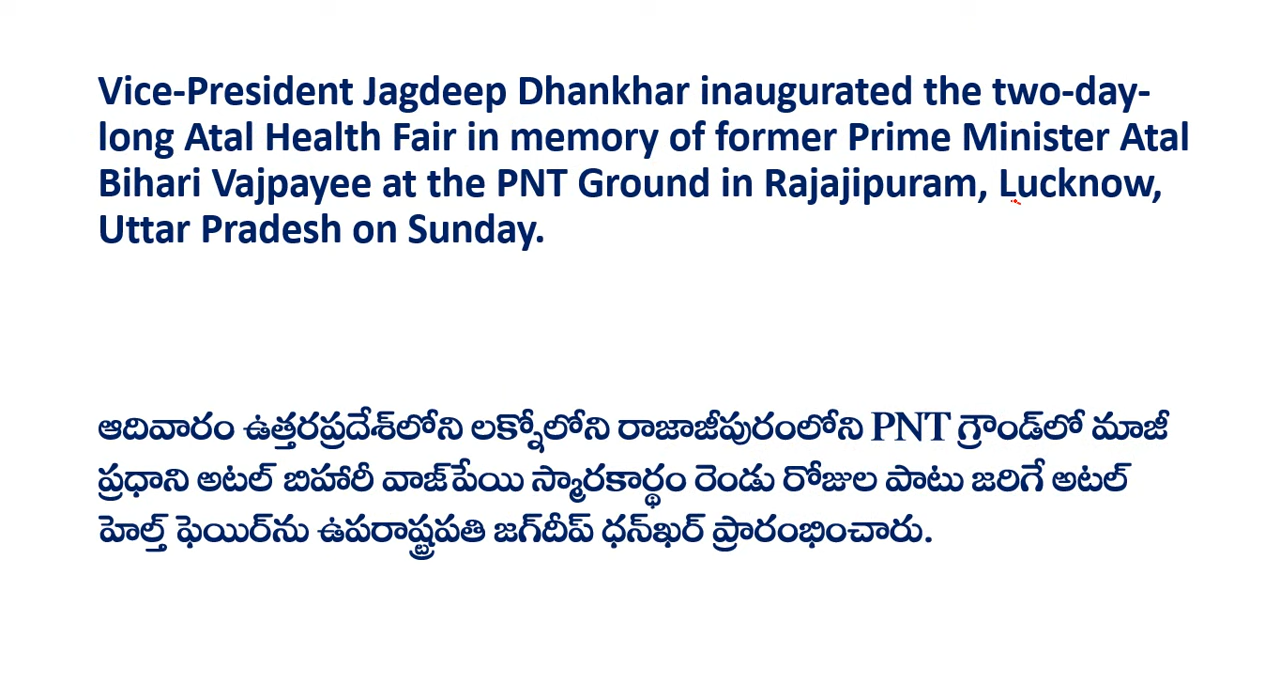 Vice-President Jagdeep Dhankhar inaugurated the two-day-
long Atal Health Fair in memory of former Prime Minister Atal
Bihari Vajpayee at the PNT Ground in Rajajipuram, Lucknow,
Uttar Pradesh on Sunday.
ఆదివారం ఉత్తరప్రదేశ్‌లోని లక్నోలోని రాజాజీపురంలోని PNT గ్రౌండ్‌లో మాజీ
ప్రధాని అటల్ బిహారీ వాజ్‌పేయి స్మారకార్థం రెండు రోజుల పాటు జరిగే అటల్
హెల్త్ ఫెయిర్‌ను ఉపరాష్ట్రపతి జగ్‌దీప్ ధన్‌ఖర్ ప్రారంభించారు.